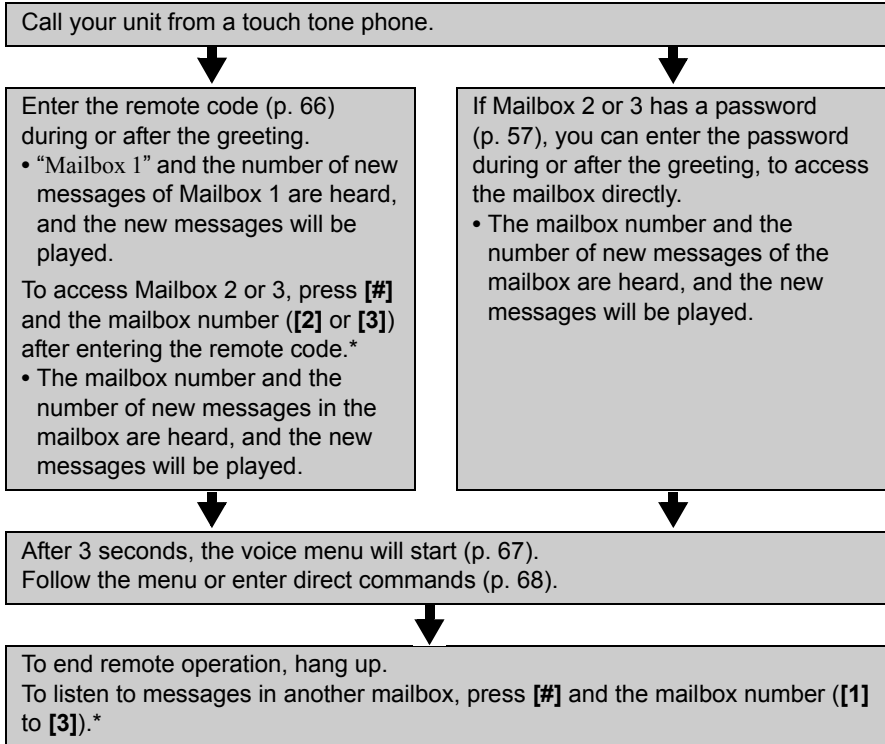 Call your unit from a touch tone phone.
Enter the remote code (p. 66)
during or after the greeting.
• “Mailbox 1” and the number of new
messages of Mailbox 1 are heard,
and the new messages will be
played.
To access Mailbox 2 or 3, press [#]
and the mailbox number ([2] or [3])
after entering the remote code.*
• The mailbox number and the
number of new messages in the
mailbox are heard, and the new
messages will be played.
If Mailbox 2 or 3 has a password
(p. 57), you can enter the password
during or after the greeting, to access
the mailbox directly.
• The mailbox number and the
number of new messages of the
mailbox are heard, and the new
messages will be played.
After 3 seconds, the voice menu will start (p. 67).
Follow the menu or enter direct commands (p. 68).
To end remote operation, hang up.
To listen to messages in another mailbox, press [#] and the mailbox number ([1]
to [3]).*